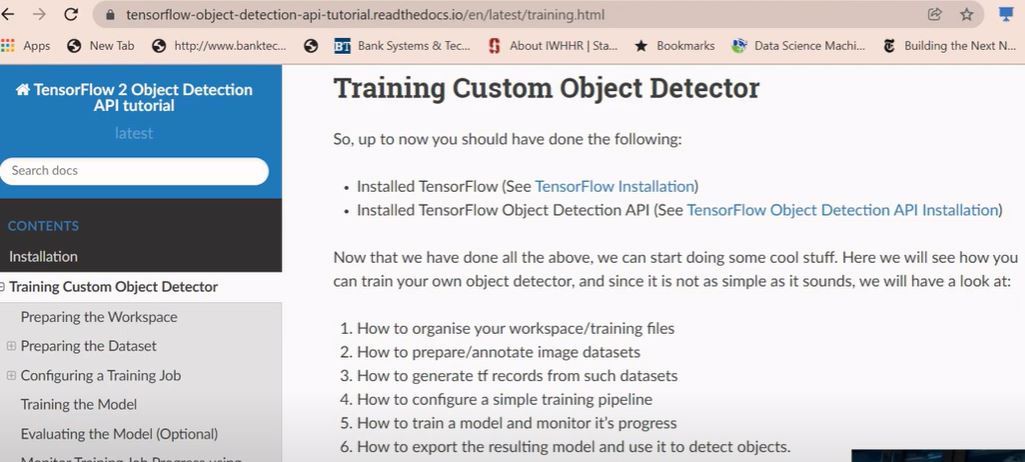 tensorflow-object-detection-api-tutorial.readthedocs.io/en/latest/training.html
Apps New Tab http://www.banktec... BT Bank Systems & Tec... About IWHHR | Sta... Bookmarks Data Science Machi... Building the Next N...
TensorFlow 2 Object Detection
API tutorial
latest
Search docs
CONTENTS
Installation
Training Custom Object Detector
Preparing the Workspace
Preparing the Dataset
Configuring a Training Job
Training the Model
Evaluating the Model (Optional)
Monitor Training Job Progress using
Training Custom Object Detector
So, up to now you should have done the following:
• Installed TensorFlow (See TensorFlow Installation)
• Installed TensorFlow Object Detection API (See TensorFlow Object Detection API Installation)
Now that we have done all the above, we can start doing some cool stuff. Here we will see how you
can train your own object detector, and since it is not as simple as it sounds, we will have a look at:
1. How to organise your workspace/training files
2. How to prepare/annotate image datasets
3. How to generate tf records from such datasets
4. How to configure a simple training pipeline
5. How to train a model and monitor it's progress
6. How to export the resulting model and use it to detect objects.